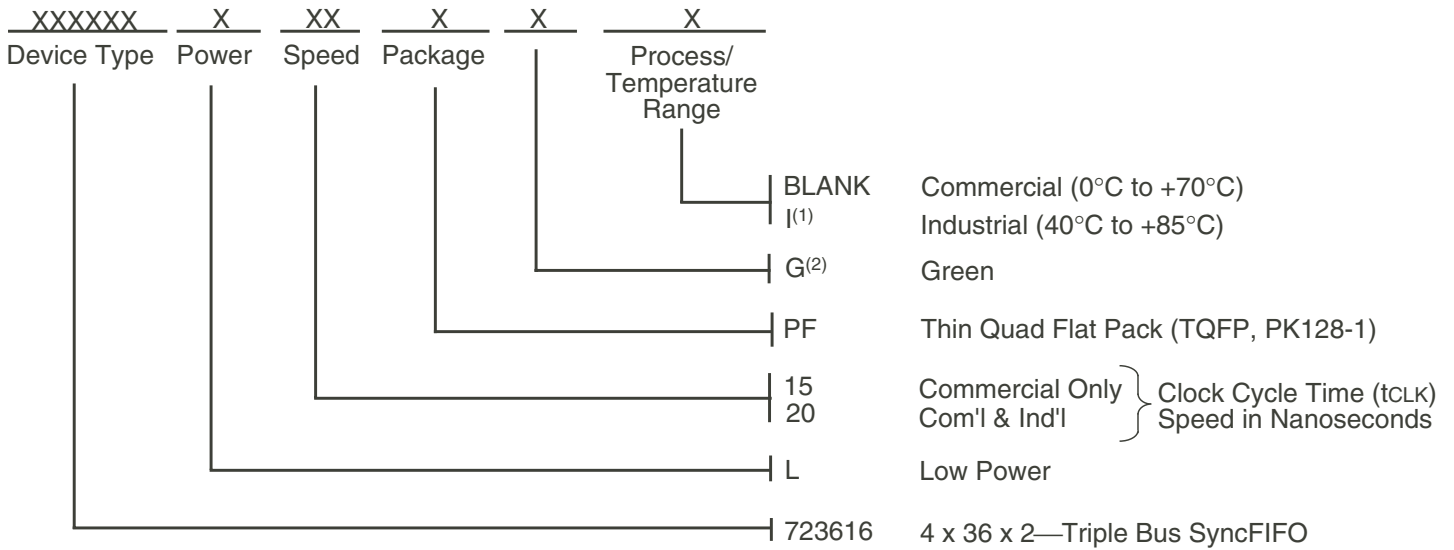 XXXXXX X XX X X X
Device Type Power Speed Package Process/
Temperature
Range
BLANK Commercial (0°C to +70°C)
I(1) Industrial (40°C to +85°C)
G(2) Green
PF Thin Quad Flat Pack (TQFP, PK128-1)
15 Commercial Only Clock Cycle Time (tCLK)
20 Com'l & Ind'l Speed in Nanoseconds
L Low Power
723616 4 x 36 x 2—Triple Bus SyncFIFO